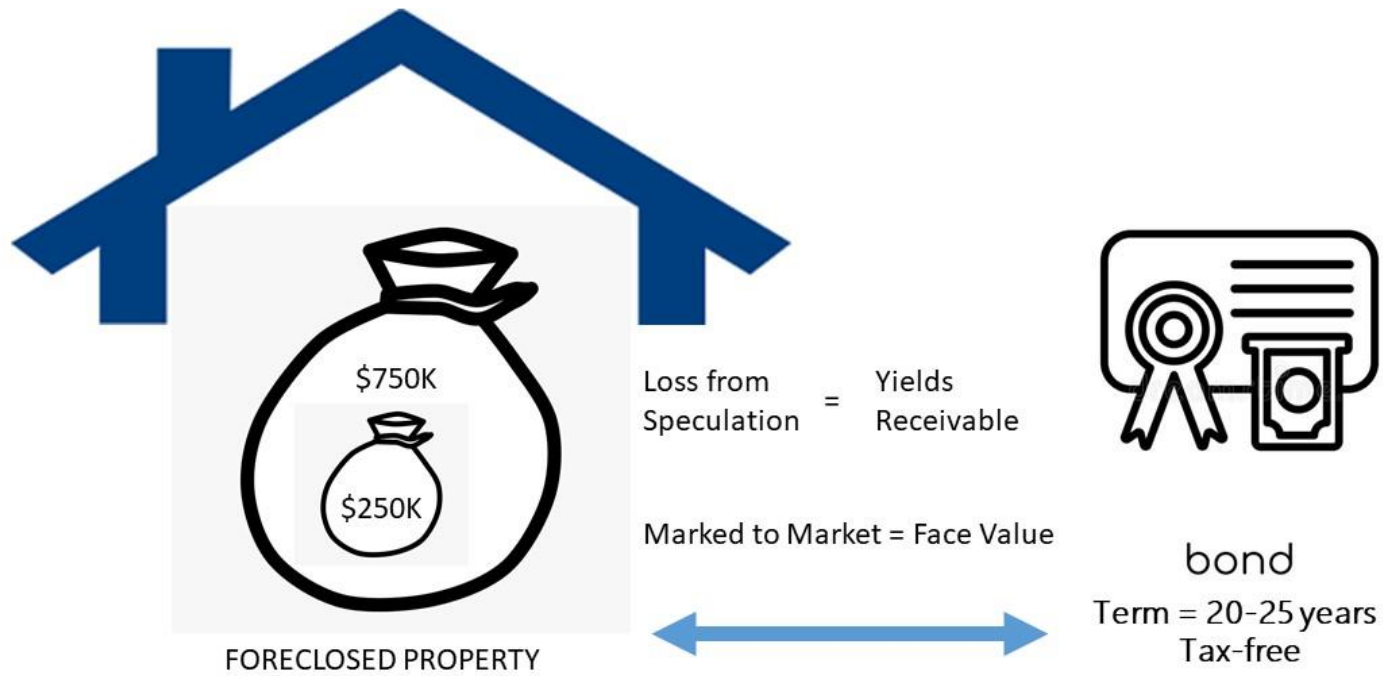 $750K
$250K
Loss from
Speculation
=
Yields
Receivable
Marked to Market = Face Value
FORECLOSED PROPERTY
bond
Term = 20-25 years
Tax-free